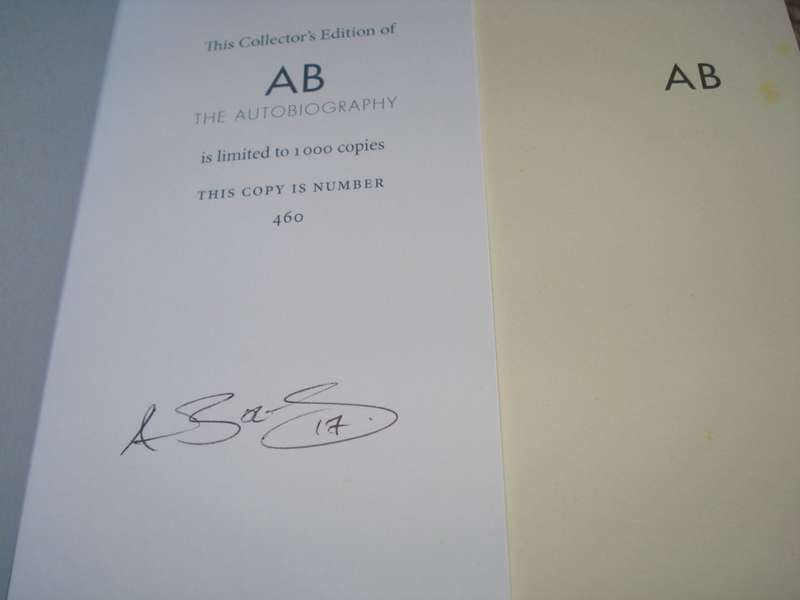 This Collector's Edition of
AB
THE AUTOBIOGRAPHY
is limited to 1000 copies
THIS COPY IS NUMBER
460
17
AB